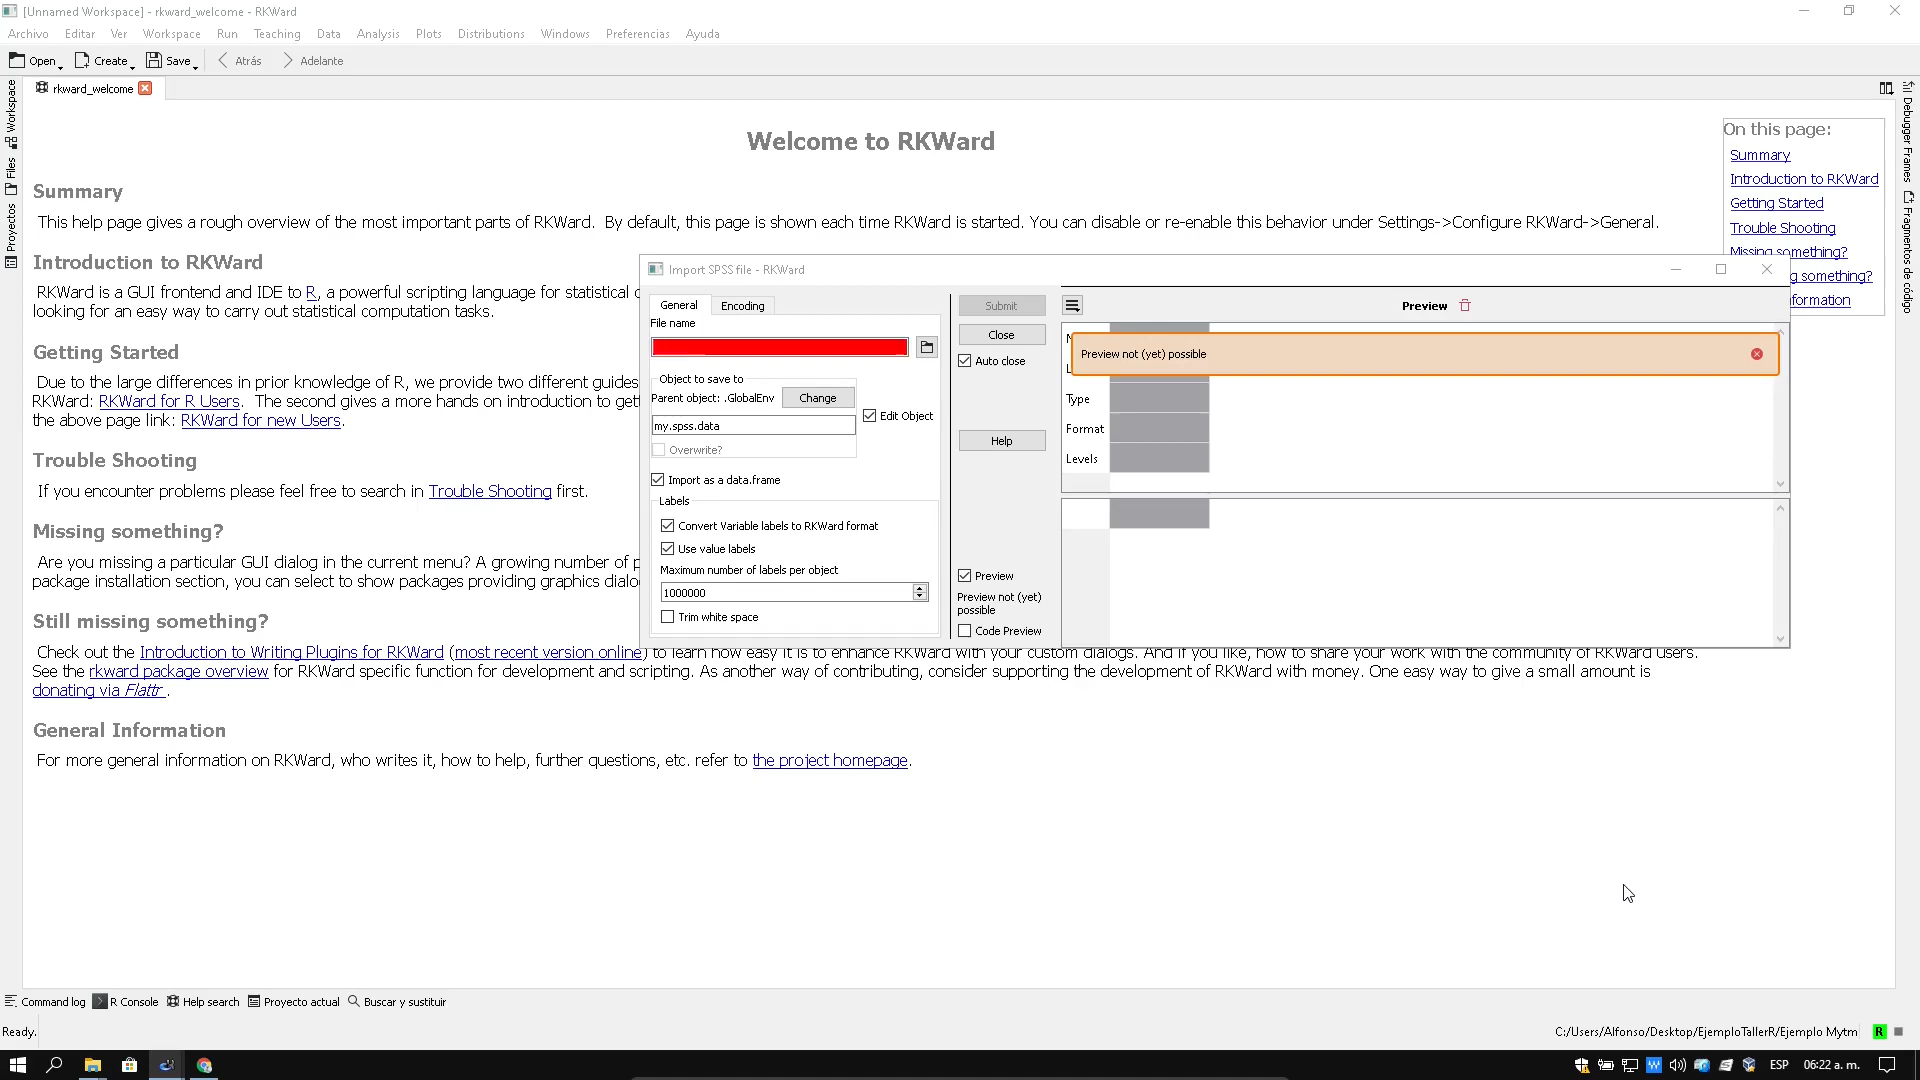 [Unnamed Workspace] - rkward_welcome - RKWard
Archivo Editar Ver Workspace Run Teaching Data Analysis Plots Distributions Windows Preferencias Ayuda
Open Create Save Atrás Adelante
rkward_welcome
Workspace
Files
Proyectos
Debugger Frames
Fragmentos de código
Welcome to RKWard
On this page:
Summary
Introduction to RKWard
Getting Started
Trouble Shooting
Missing something?
g something?
nformation
Summary
This help page gives a rough overview of the most important parts of RKWard. By default, this page is shown each time RKWard is started. You can disable or re-enable this behavior under Settings->Configure RKWard->General.
Introduction to RKWard
RKWard is a GUI frontend and IDE to R, a powerful scripting language for statistical
looking for an easy way to carry out statistical computation tasks.
Getting Started
Due to the large differences in prior knowledge of R, we provide two different guides
RKWard: RKWard for R Users. The second gives a more hands on introduction to
the above page link: RKWard for new Users.
Trouble Shooting
If you encounter problems please feel free to search in Trouble Shooting first.
Missing something?
Are you missing a particular GUI dialog in the current menu? A growing number of
package installation section, you can select to show packages providing graphics
Still missing something?
Check out the Introduction to Writing Plugins for RKWard (most recent version online) to learn how easy it is to enhance RKWard with your custom dialogs. And if you like, how to share your work with the community of RKWard users.
See the rkward package overview for RKWard specific function for development and scripting. As another way of contributing, consider supporting the development of RKWard with money. One easy way to give a small amount is
donating via Flattr .
General Information
For more general information on RKWard, who writes it, how to help, further questions, etc. refer to the project homepage.
Import SPSS file - RKWard
General Encoding
File name
Object to save to
Parent object: .GlobalEnv Change
my.spss.data
Edit Object
Overwrite?
Import as a data.frame
Labels
Convert Variable labels to RKWard format
Use value labels
Maximum number of labels per object
1000000
Trim white space
Submit
Close
Auto close
Help
Preview
Preview not (yet)
possible
Code Preview
Preview
Preview not (yet) possible
Type
Format
Levels
Command log R Console Help search Proyecto actual Buscar y sustituir
Ready.
C:/Users/Alfonso/Desktop/EjemploTallerR/Ejemplo Mytm
R
ESP 06:22 a. m.